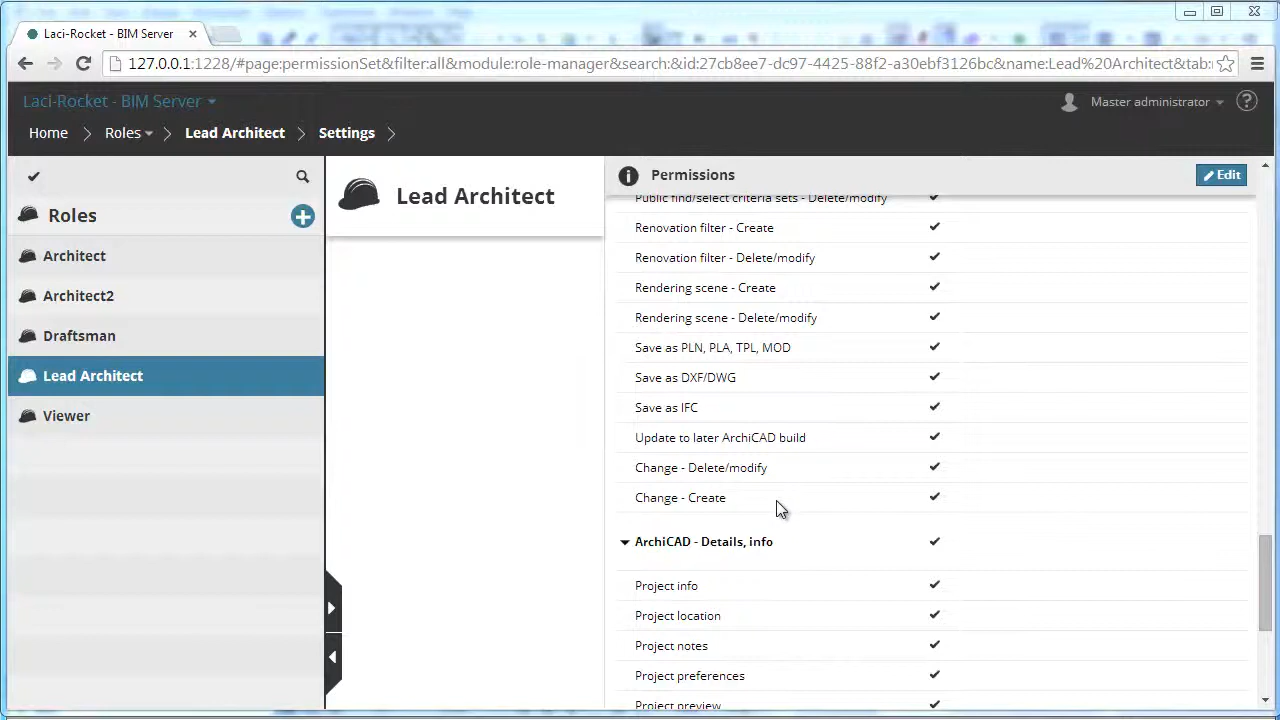 Laci-Rocket - BIM Server
127.0.0.1:1228/#page:permissionSet&filter:all&module:role-manager&search:&id:27cb8ee7-dc97-4425-88f2-a30ebf3126bc&name:Lead%20Architect&tab:
Laci-Rocket - BIM Server
Master administrator
Home Roles Lead Architect Settings
Roles
Architect
Architect2
Draftsman
Lead Architect
Viewer
Lead Architect
Permissions
Edit
Public find/select criteria sets - Delete/modify
Renovation filter - Create
Renovation filter - Delete/modify
Rendering scene - Create
Rendering scene - Delete/modify
Save as PLN, PLA, TPL, MOD
Save as DXF/DWG
Save as IFC
Update to later ArchiCAD build
Change - Delete/modify
Change - Create
ArchiCAD - Details, info
Project info
Project location
Project notes
Project preferences
Project preview